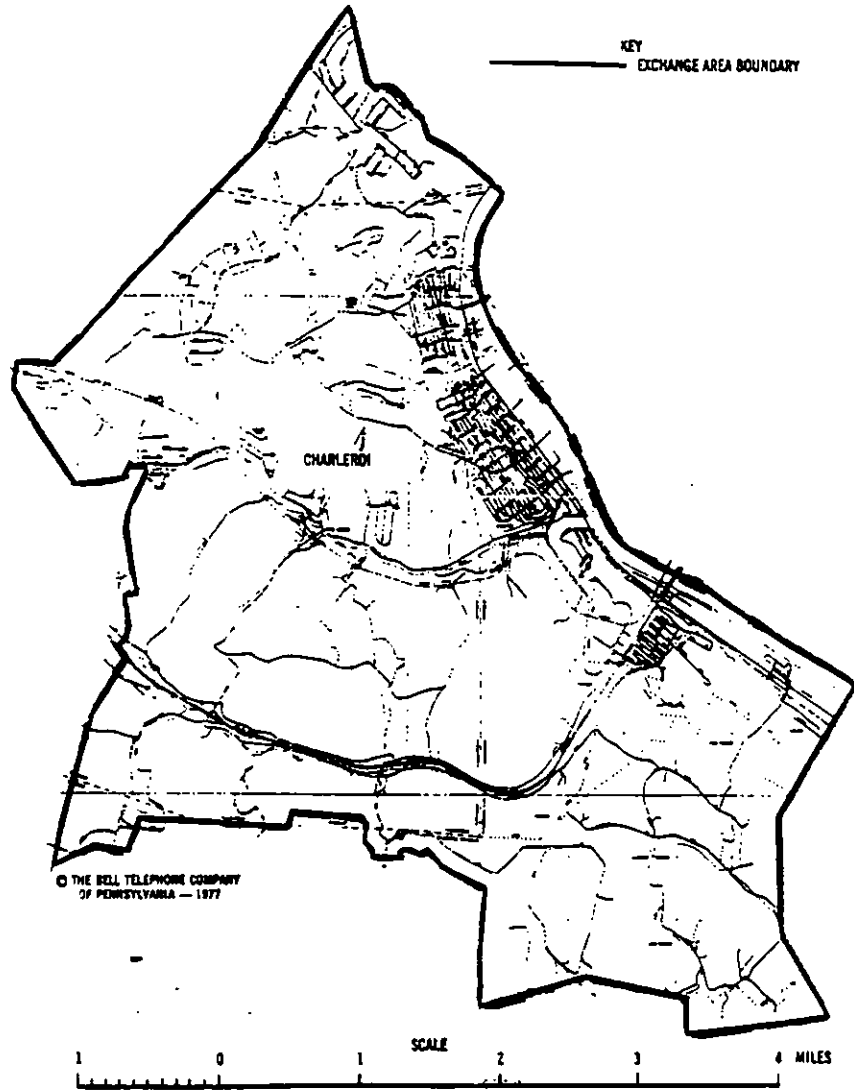 KEY
EXCHANGE AREA BOUNDARY
CHARLEROI
© THE BELL TELEPHONE COMPANY
OF PENNSYLVANIA — 1977
SCALE
1 0 1 2 3 4 MILES